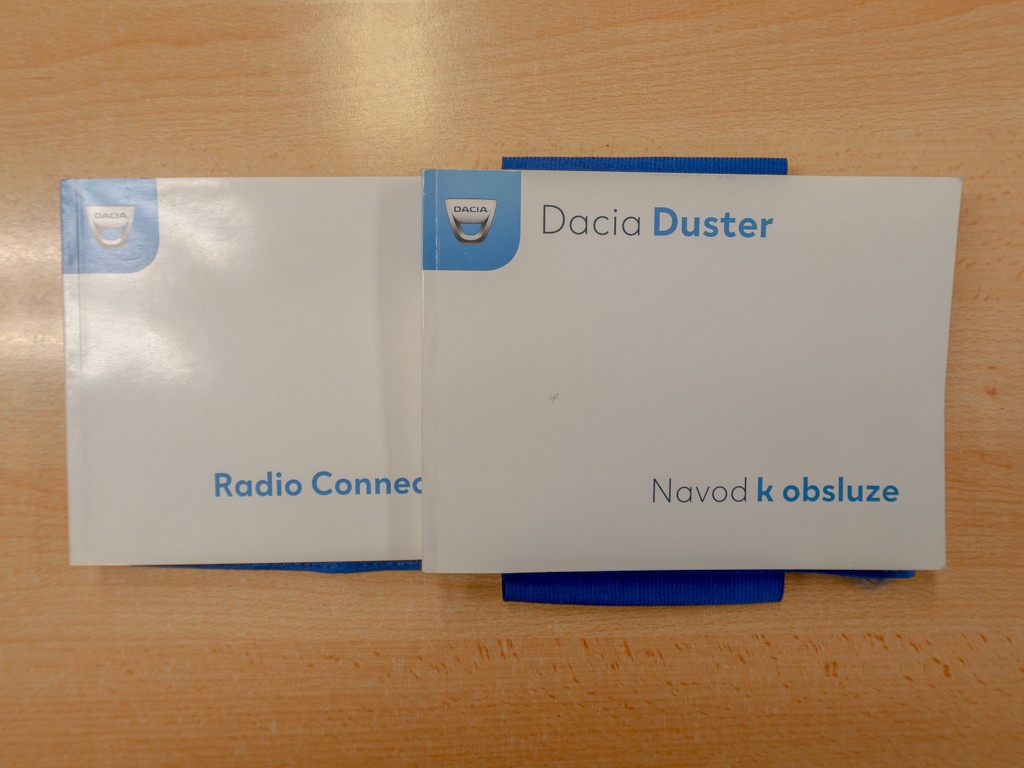 DACIA
Radio Connec
DACIA
Dacia Duster
Navod k obsluze